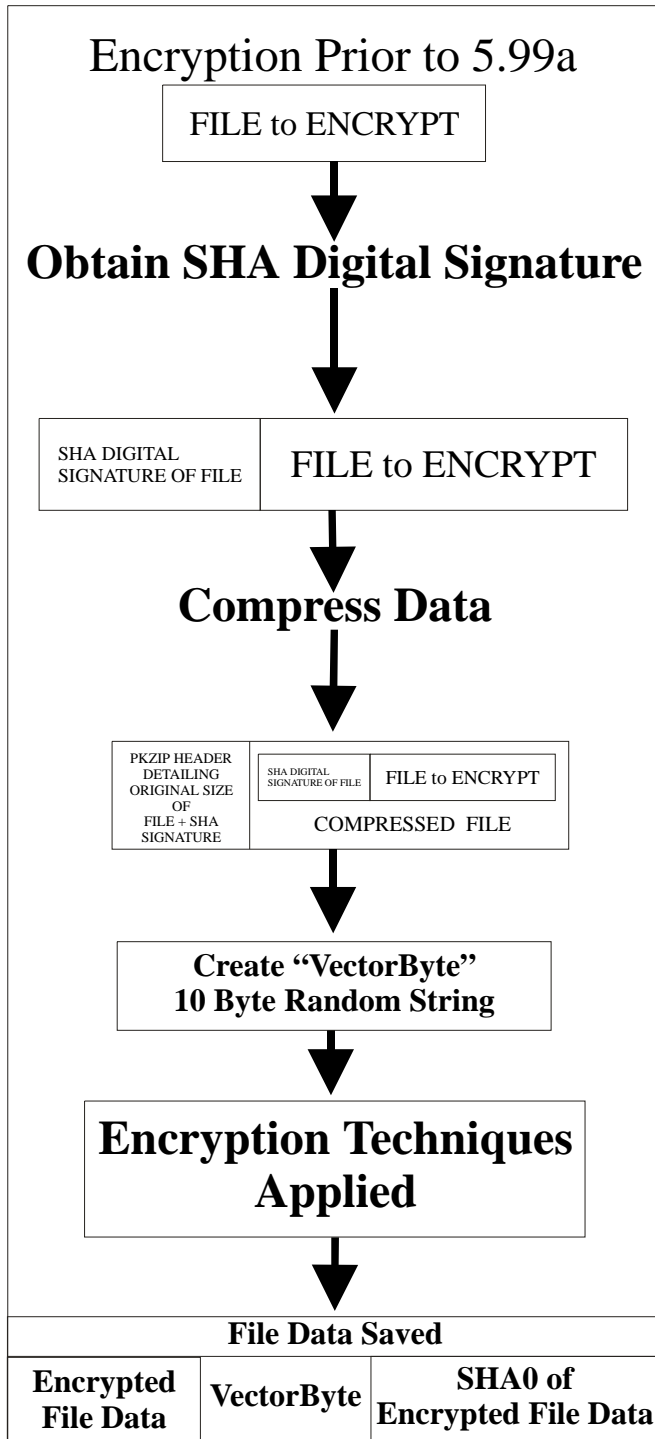 Encryption Prior to 5.99a
FILE to ENCRYPT
Obtain SHA Digital Signature
SHA DIGITAL
SIGNATURE OF FILE
FILE to ENCRYPT
Compress Data
PKZIP HEADER
DETAILING
ORIGINAL SIZE
OF
FILE + SHA
SIGNATURE
SHA DIGITAL
SIGNATURE OF FILE
FILE to ENCRYPT
COMPRESSED FILE
Create “VectorByte”
10 Byte Random String
Encryption Techniques
Applied
File Data Saved
Encrypted
File Data
VectorByte
SHA0 of
Encrypted File Data